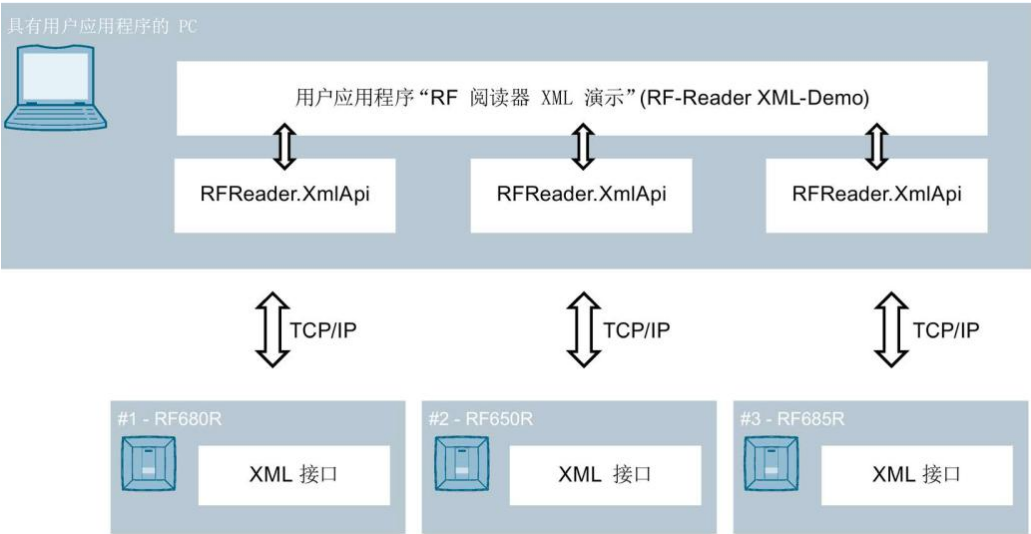 具有用户应用程序的 PC
用户应用程序“RF 阅读器 XML 演示”(RF-Reader XML-Demo)
RFReader.XmlApi
RFReader.XmlApi
RFReader.XmlApi
TCP/IP
TCP/IP
TCP/IP
#1 - RF680R
#2 - RF650R
#3 - RF685R
XML 接口
XML 接口
XML 接口